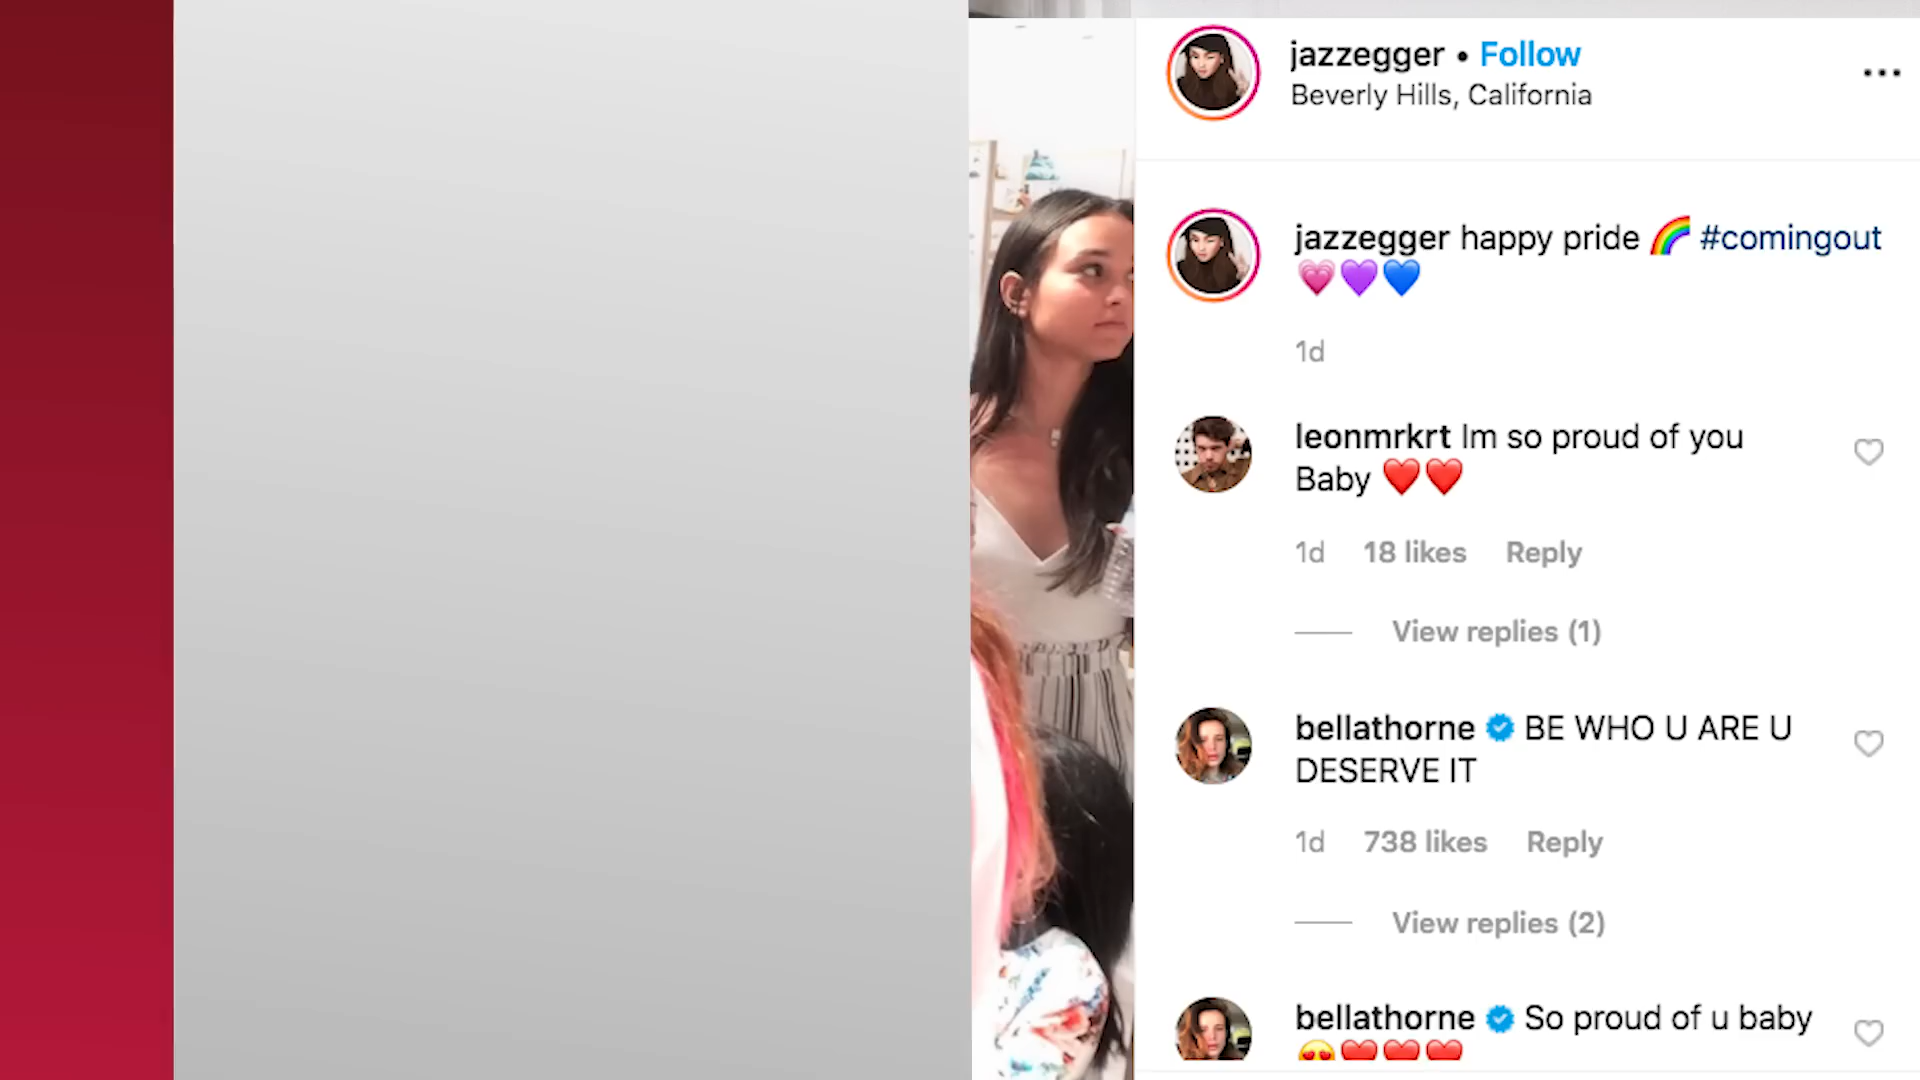 jazzegger • Follow
Beverly Hills, California
jazzegger happy pride 🌈 #comingout
💗💜💙
1d
leonmrkrt Im so proud of you
Baby ❤️❤️
1d 18 likes Reply
View replies (1)
bellathorne BE WHO U ARE U
DESERVE IT
1d 738 likes Reply
View replies (2)
bellathorne So proud of u baby
😍❤️❤️❤️